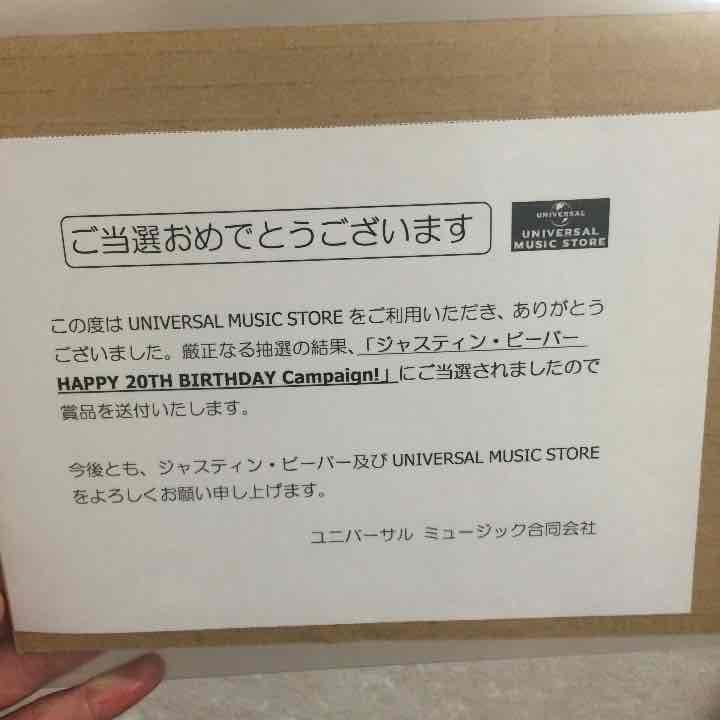 ご当選おめでとうございます
UNIVERSAL
UNIVERSAL
MUSIC STORE
この度は UNIVERSAL MUSIC STORE をご利用いただき、ありがとう
ございました。厳正なる抽選の結果、「ジャスティン・ビーバー
HAPPY 20TH BIRTHDAY Campaign!」にご当選されましたので
賞品を送付いたします。
今後とも、ジャスティン・ビーバー及び UNIVERSAL MUSIC STORE
をよろしくお願い申し上げます。
ユニバーサル ミュージック合同会社